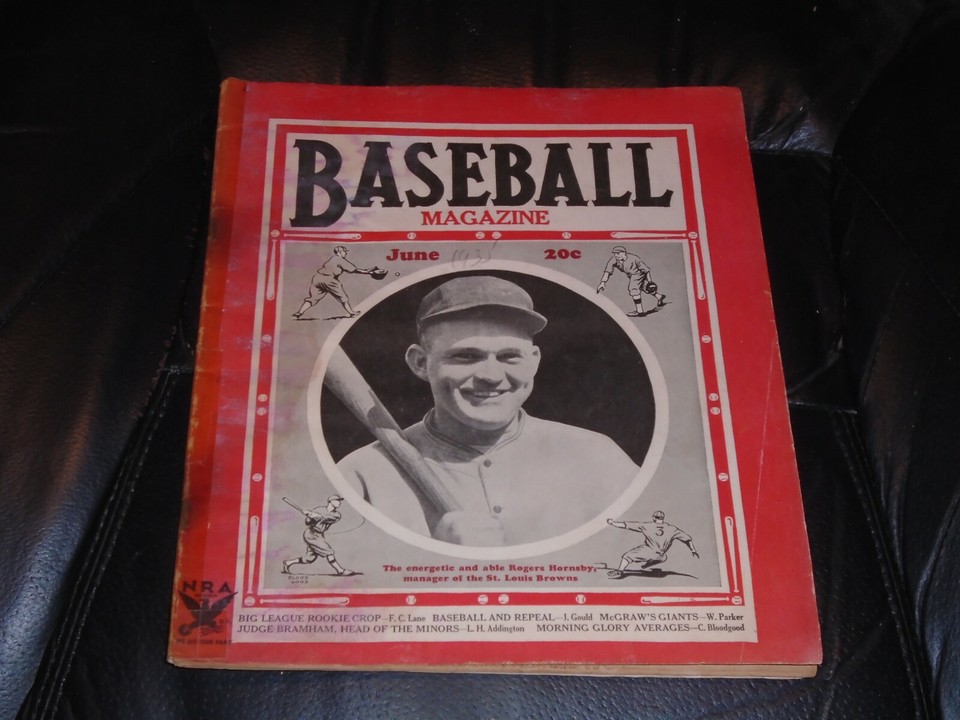 BASEBALL
MAGAZINE
June 20c
3
The energetic and able Rogers Hornsby,
manager of the St. Louis Browns
NRA
BIG LEAGUE ROOKIE CROP—F. C. Lane BASEBALL AND REPEAL—J. Gould McGRAW'S GIANTS—W. Parker
JUDGE BRAMHAM, HEAD OF THE MINORS—L. H. Addington MORNING GLORY AVERAGES—C. Bloodgood